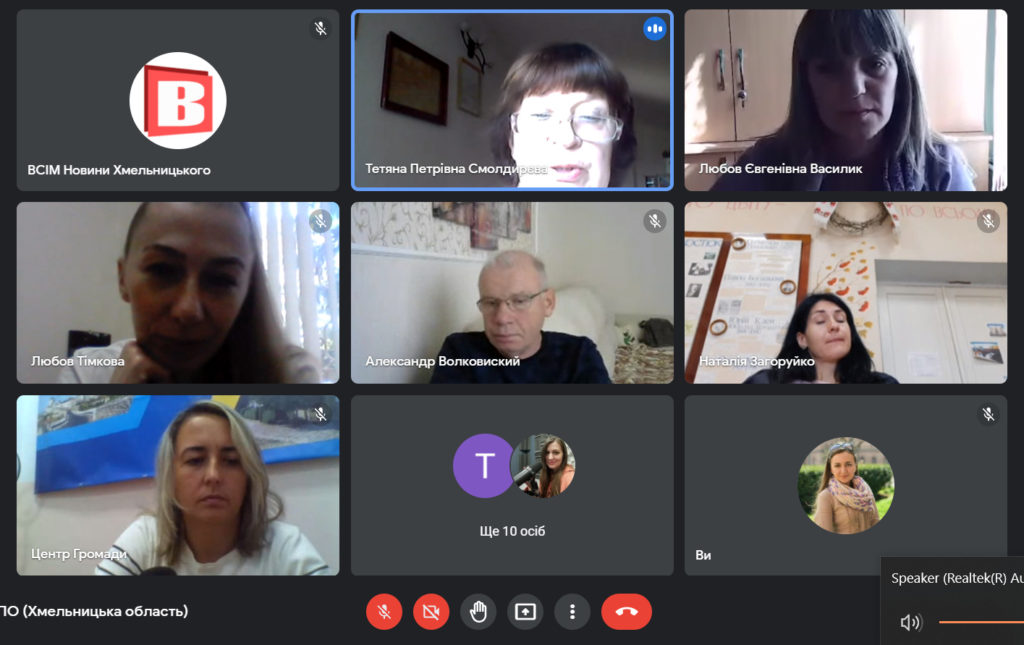 B
ВСІМ Новини Хмельницького
Тетяна Петрівна Смолдирєва
Любов Євгенівна Василик
Любов Тімкова
Александр Волковиский
Наталія Загоруйко
Центр Громади
T
Ще 10 осіб
Ви
ПО (Хмельницька область)
Speaker (Realtek(R) Au